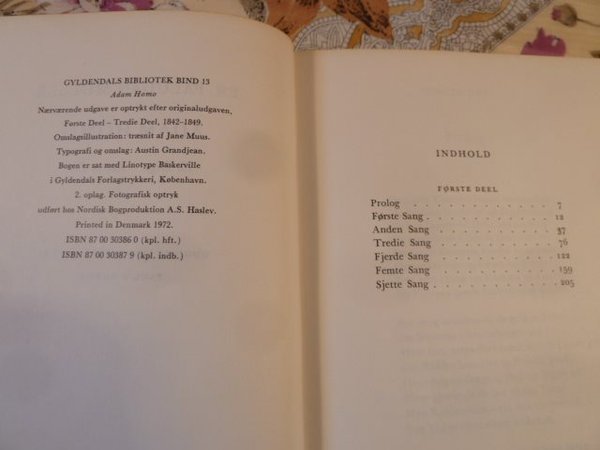 GYLDENDALS BIBLIOTEK BIND 13
Adam Homo
Nærværende udgave er optrykt efter originaludgaven,
Første Deel – Tredie Deel, 1842–1849.
Omslagsillustration: træsnit af Jane Muus.
Typografi og omslag: Austin Grandjean.
Bogen er sat med Linotype Baskerville
i Gyldendals Forlagstrykkeri, København.
2. oplag. Fotografisk optryk
udført hos Nordisk Bogproduktion A.S. Haslev.
Printed in Denmark 1972.
ISBN 87 00 30386 0 (kpl. hft.)
ISBN 87 00 30387 9 (kpl. indb.)
INDHOLD
FØRSTE DEEL
Prolog . . . . . . . . . 7
Første Sang . . . . . . . . . 12
Anden Sang . . . . . . . . . 37
Tredie Sang . . . . . . . . . 76
Fjerde Sang . . . . . . . . . 122
Femte Sang . . . . . . . . . 159
Sjette Sang . . . . . . . . . 205